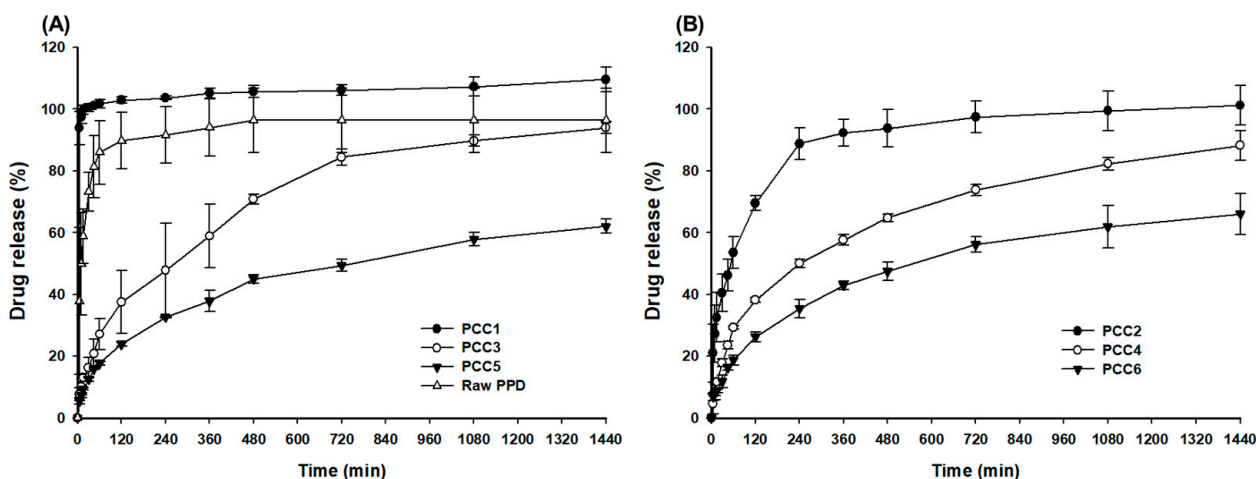 (A)
120
100
80
60
40
20
0
Drug release (%)
PCC1
PCC3
PCC5
Raw PPD
0 120 240 360 480 600 720 840 960 1080 1200 1320 1440
Time (min)
(B)
120
100
80
60
40
20
0
Drug release (%)
PCC2
PCC4
PCC6
0 120 240 360 480 600 720 840 960 1080 1200 1320 1440
Time (min)